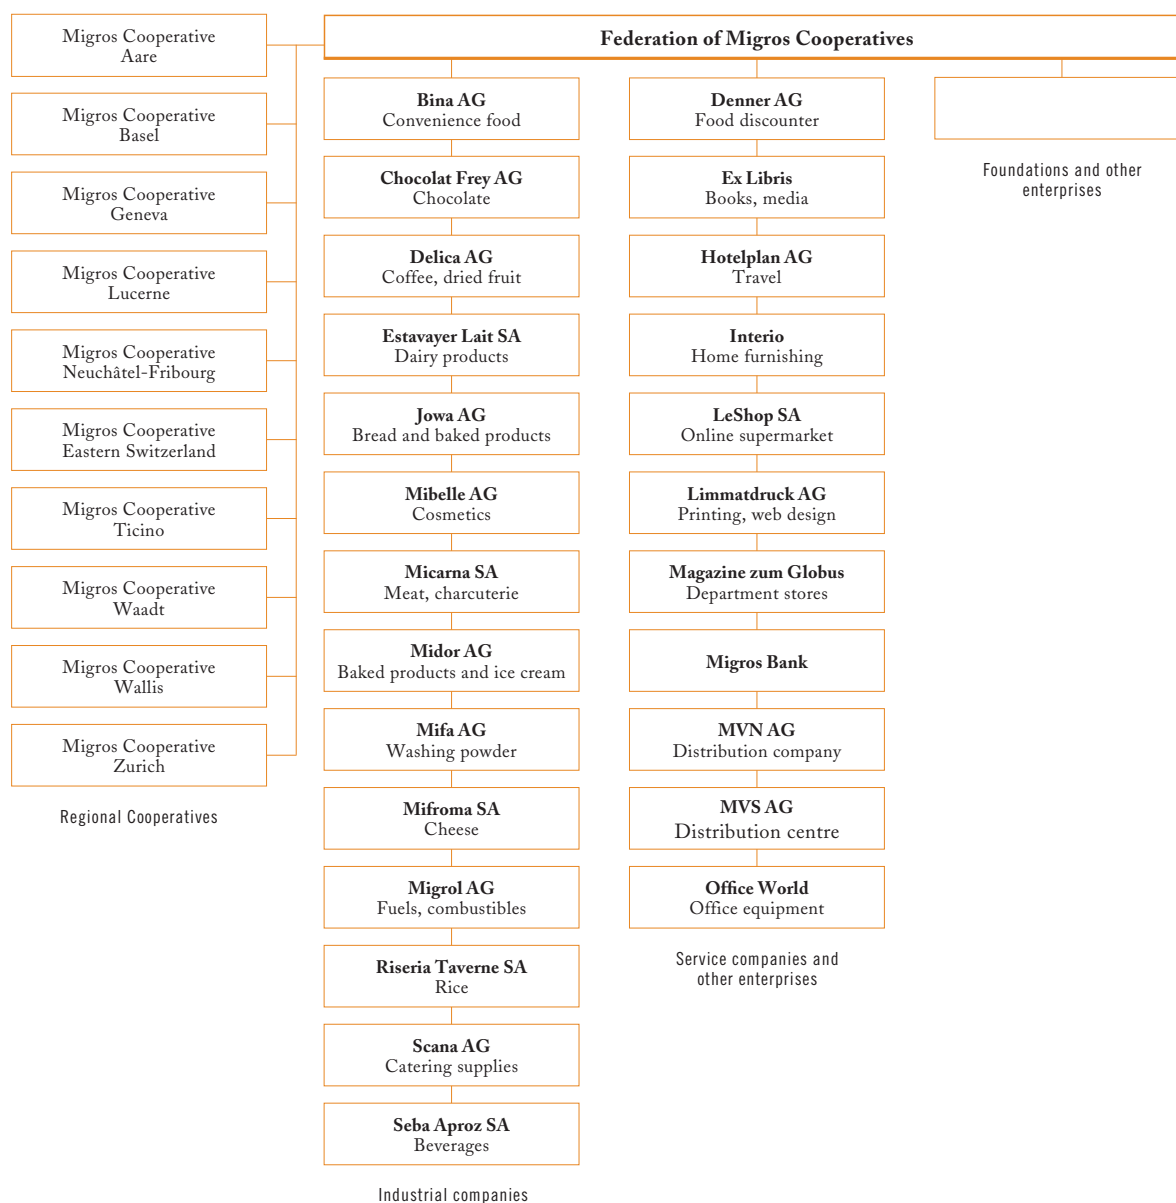 Federation of Migros Cooperatives
Migros Cooperative
Aare
Migros Cooperative
Basel
Migros Cooperative
Geneva
Migros Cooperative
Lucerne
Migros Cooperative
Neuchâtel-Fribourg
Migros Cooperative
Eastern Switzerland
Migros Cooperative
Ticino
Migros Cooperative
Waadt
Migros Cooperative
Wallis
Migros Cooperative
Zurich
Regional Cooperatives
Bina AG
Convenience food
Chocolat Frey AG
Chocolate
Delica AG
Coffee, dried fruit
Estavayer Lait SA
Dairy products
Jowa AG
Bread and baked products
Mibelle AG
Cosmetics
Micarna SA
Meat, charcuterie
Midor AG
Baked products and ice cream
Mifa AG
Washing powder
Mifroma SA
Cheese
Migrol AG
Fuels, combustibles
Riseria Taverne SA
Rice
Scana AG
Catering supplies
Seba Aproz SA
Beverages
Industrial companies
Denner AG
Food discounter
Ex Libris
Books, media
Hotelplan AG
Travel
Interio
Home furnishing
LeShop SA
Online supermarket
Limmatdruck AG
Printing, web design
Magazine zum Globus
Department stores
Migros Bank
MVN AG
Distribution company
MVS AG
Distribution centre
Office World
Office equipment
Service companies and
other enterprises
Foundations and other
enterprises